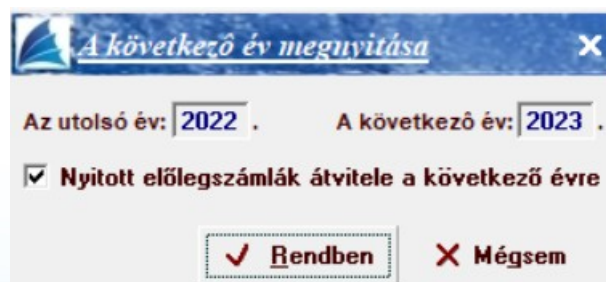 A következô év megnyitása
Az utolsó év: 2022 . A következô év: 2023 .
Nyitott előlegszámlák átvitele a következő évre
Rendben Mégsem